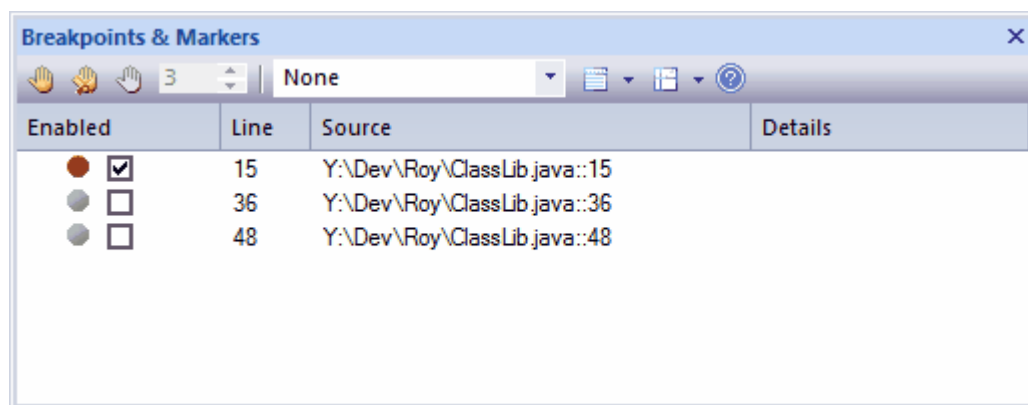 Breakpoints & Markers
3 None
Enabled Line Source Details
15 Y:\Dev\Roy\ClassLib.java::15
36 Y:\Dev\Roy\ClassLib.java::36
48 Y:\Dev\Roy\ClassLib.java::48